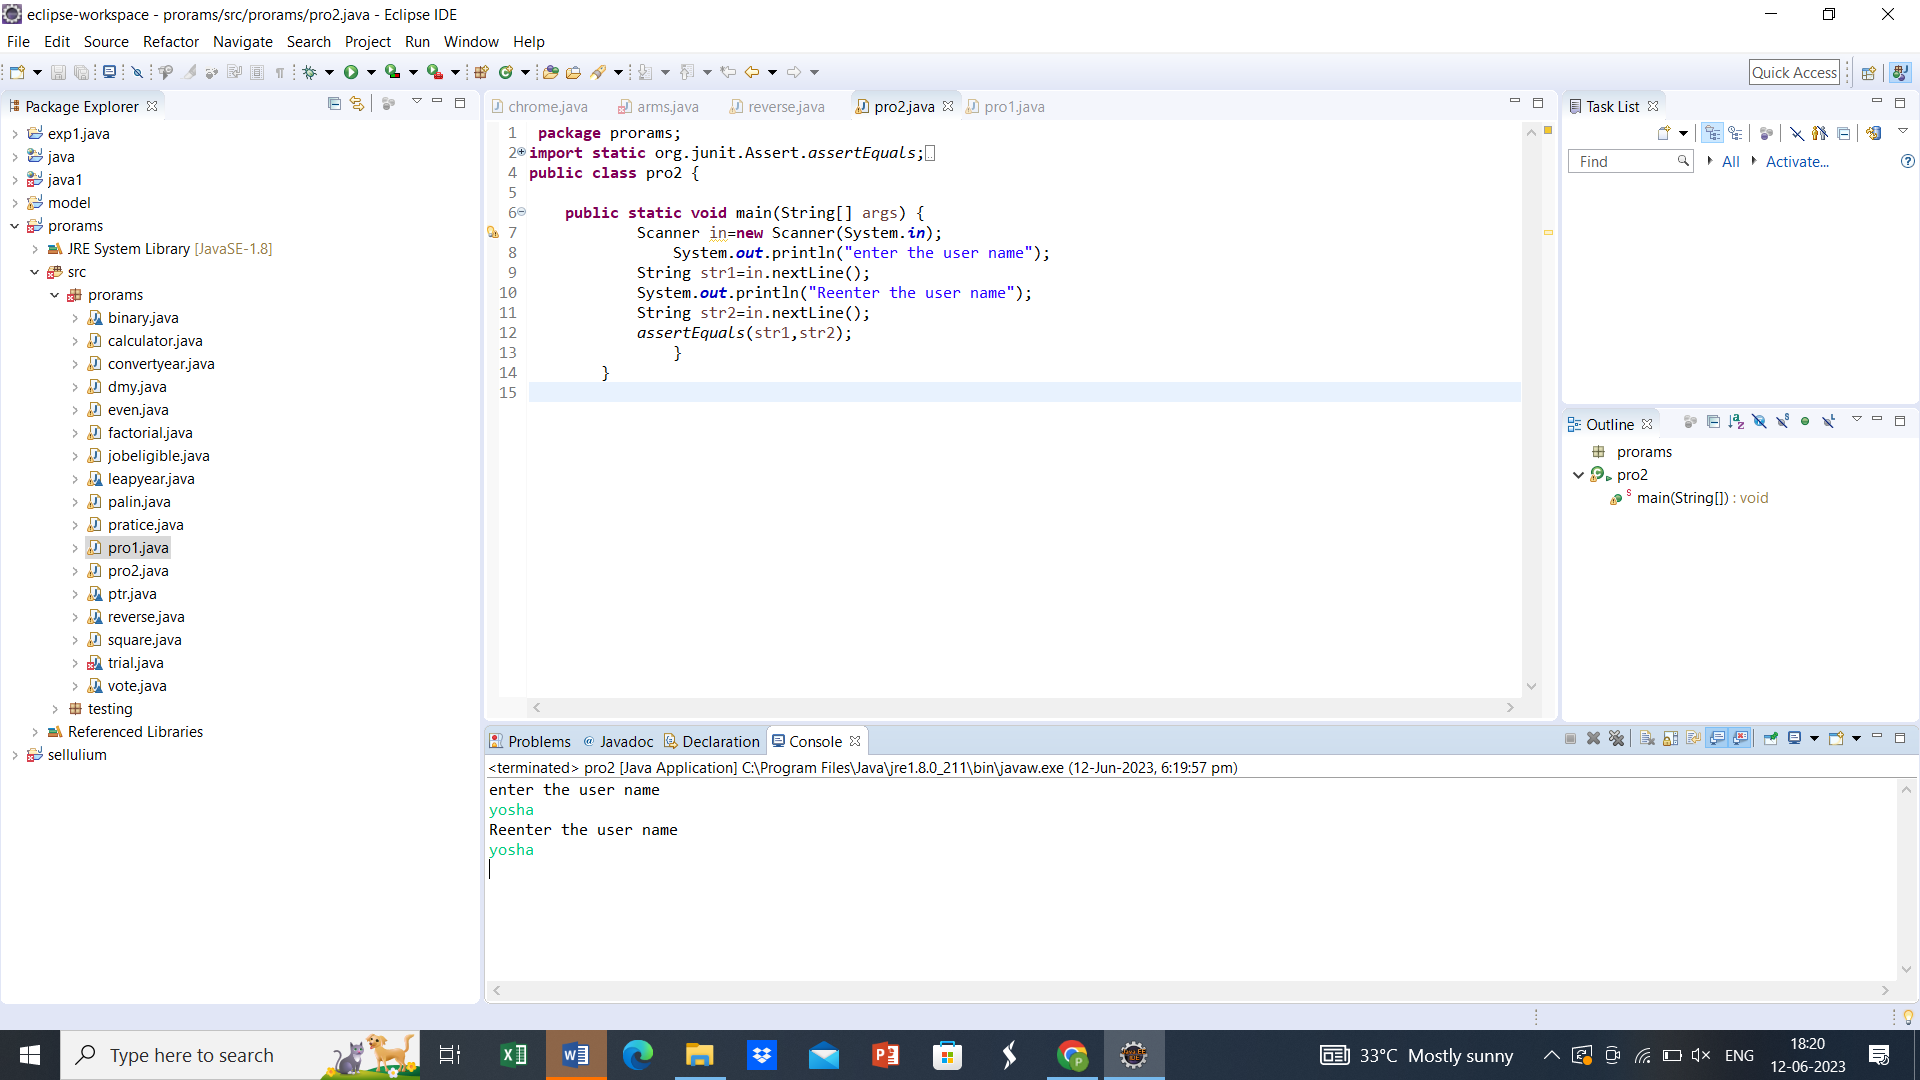 eclipse-workspace - prorams/src/prorams/pro2.java - Eclipse IDE
File Edit Source Refactor Navigate Search Project Run Window Help
Quick Access
Package Explorer
exp1.java
java
java1
model
prorams
JRE System Library [JavaSE-1.8]
src
prorams
binary.java
calculator.java
convertyear.java
dmy.java
even.java
factorial.java
jobeligible.java
leapyear.java
palin.java
pratice.java
pro1.java
pro2.java
ptr.java
reverse.java
square.java
trial.java
vote.java
testing
Referenced Libraries
sellulium
chrome.java arms.java reverse.java pro2.java pro1.java
1 package prorams;
2 import static org.junit.Assert.assertEquals;
4 public class pro2 {
5
6 public static void main(String[] args) {
7 Scanner in=new Scanner(System.in);
8 System.out.println("enter the user name");
9 String str1=in.nextLine();
10 System.out.println("Reenter the user name");
11 String str2=in.nextLine();
12 assertEquals(str1,str2);
13 }
14 }
15
Task List
Find All Activate...
Outline
prorams
pro2
main(String[]) : void
Problems @ Javadoc Declaration Console
<terminated> pro2 [Java Application] C:\Program Files\Java\jre1.8.0_211\bin\javaw.exe (12-Jun-2023, 6:19:57 pm)
enter the user name
yosha
Reenter the user name
yosha
Type here to search
33°C Mostly sunny
ENG
18:20
12-06-2023